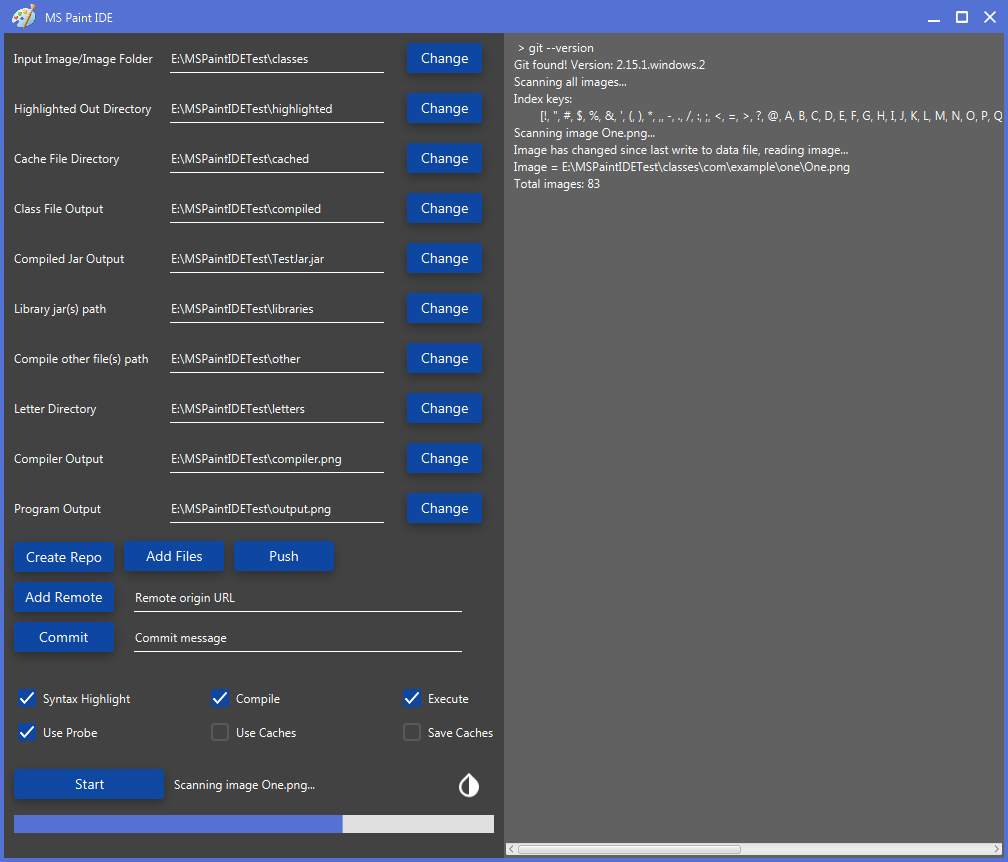 MS Paint IDE
Input Image/Image Folder E:\MSPaintIDETest\classes Change
Highlighted Out Directory E:\MSPaintIDETest\highlighted Change
Cache File Directory E:\MSPaintIDETest\cached Change
Class File Output E:\MSPaintIDETest\compiled Change
Compiled Jar Output E:\MSPaintIDETest\TestJar.jar Change
Library jar(s) path E:\MSPaintIDETest\libraries Change
Compile other file(s) path E:\MSPaintIDETest\other Change
Letter Directory E:\MSPaintIDETest\letters Change
Compiler Output E:\MSPaintIDETest\compiler.png Change
Program Output E:\MSPaintIDETest\output.png Change
Create Repo Add Files Push
Add Remote Remote origin URL
Commit Commit message
Syntax Highlight Compile Execute
Use Probe Use Caches Save Caches
Start Scanning image One.png...
> git --version
Git found! Version: 2.15.1.windows.2
Scanning all images...
Index keys:
[!, ", #, $, %, &, ', (, ), *, ,, -, ., /, :, ;, <, =, >, ?, @, A, B, C, D, E, F, G, H, I, J, K, L, M, N, O, P, Q
Scanning image One.png...
Image has changed since last write to data file, reading image...
Image = E:\MSPaintIDETest\classes\com\example\one\One.png
Total images: 83